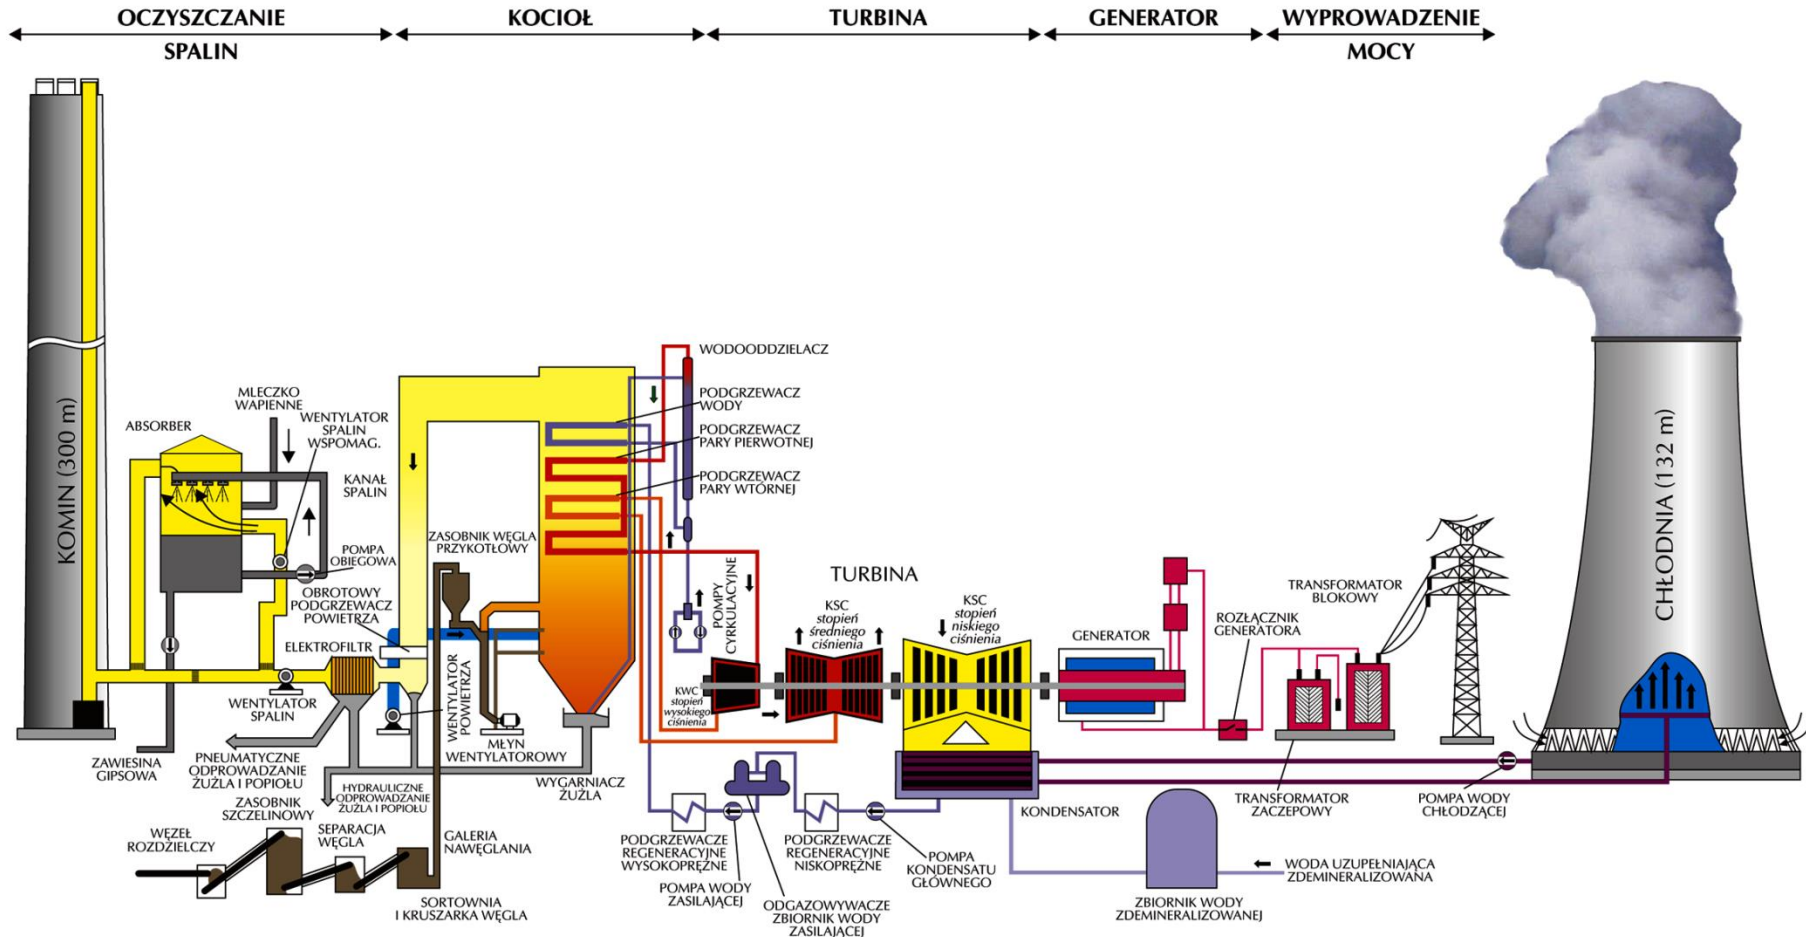 OCZYSZCZANIE
SPALIN
KOCIOŁ
TURBINA
GENERATOR
WYPROWADZENIE
MOCY
KOMIN (300 m)
ABSORBER
MLECZKO
WAPIENNE
WENTYLATOR
SPALIN
WSPOMAG.
KANAŁ
SPALIN
POMPA
OBIEGOWA
OBROTOWY
PODGRZEWACZ
POWIETRZA
ELEKTROFILTR
WENTYLATOR
SPALIN
ZAWIESINA
GIPSOWA
PNEUMATYCZNE
ODPROWADZANIE
ŻUŻLA I POPIOŁU
HYDRAULICZNE
ODPROWADZANIE
ŻUŻLA I POPIOŁU
ZASOBNIK
SZCZELINOWY
WĘZEŁ
ROZDZIELCZY
SEPARACJA
WĘGLA
GALERIA
NAWĘGLANIA
SORTOWNIA
I KRUSZARKA WĘGLA
ZASOBNIK WĘGLA
PRZYKOTŁOWY
WENTYLATOR
POWIETRZA
MŁYN
WENTYLATOROWY
WYGARNIACZ
ŻUŻLA
WODOODDZIELACZ
PODGRZEWACZ
WODY
PODGRZEWACZ
PARY PIERWOTNEJ
PODGRZEWACZ
PARY WTÓRNEJ
POMPY
CYRKULACYJNE
TURBINA
KWC
stopień
wysokiego
ciśnienia
KSC
stopień
średniego
ciśnienia
KSC
stopień
niskiego
ciśnienia
GENERATOR
ROZŁĄCZNIK
GENERATORA
TRANSFORMATOR
BLOKOWY
TRANSFORMATOR
ZACZEPOWY
CHŁODNIA (132 m)
POMPA WODY
CHŁODZĄCEJ
KONDENSATOR
PODGRZEWACZE
REGENERACYJNE
WYSOKOPRĘŻNE
POMPA WODY
ZASILAJĄCEJ
ODGAZOWYWACZE
ZBIORNIK WODY
ZASILAJĄCEJ
PODGRZEWACZE
REGENERACYJNE
NISKOPRĘŻNE
POMPA
KONDENSATU
GŁÓWNEGO
ZBIORNIK WODY
ZDEMINERALIZOWANEJ
WODA UZUPEŁNIAJĄCA
ZDEMINERALIZOWANA